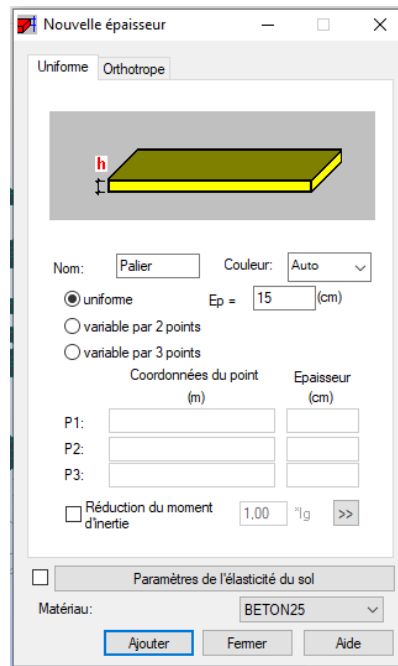 Nouvelle épaisseur
Uniforme Orthotrope
h
Nom: Palier Couleur: Auto
uniforme Ep = 15 (cm)
variable par 2 points
variable par 3 points
Coordonnées du point Epaisseur
(m) (cm)
P1:
P2:
P3:
Réduction du moment
d'inertie 1,00 *Ig >>
Paramètres de l'élasticité du sol
Matériau: BETON25
Ajouter Fermer Aide